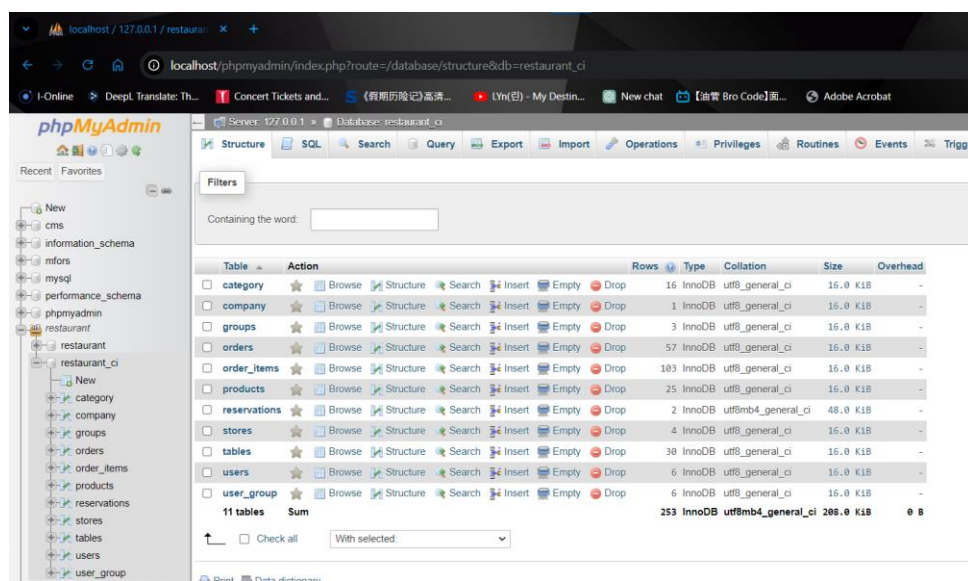 localhost / 127.0.0.1 / restauran
localhost/phpmyadmin/index.php?route=/database/structure&db=restaurant_ci
I-Online DeepL Translate: Th... Concert Tickets and... 《假期历险记》高清... LYn(린) - My Destin... New chat 【油管 Bro Code】面... Adobe Acrobat
phpMyAdmin
Recent Favorites
New
cms
information_schema
mfors
mysql
performance_schema
phpmyadmin
restaurant
restaurant
restaurant_ci
New
category
company
groups
orders
order_items
products
reservations
stores
tables
users
user_group
Server: 127.0.0.1 » Database: restaurant_ci
Structure SQL Search Query Export Import Operations Privileges Routines Events Trigg
Filters
Containing the word:
Table Action Rows Type Collation Size Overhead
category Browse Structure Search Insert Empty Drop 16 InnoDB utf8_general_ci 16.0 KiB -
company Browse Structure Search Insert Empty Drop 1 InnoDB utf8_general_ci 16.0 KiB -
groups Browse Structure Search Insert Empty Drop 3 InnoDB utf8_general_ci 16.0 KiB -
orders Browse Structure Search Insert Empty Drop 57 InnoDB utf8_general_ci 16.0 KiB -
order_items Browse Structure Search Insert Empty Drop 103 InnoDB utf8_general_ci 16.0 KiB -
products Browse Structure Search Insert Empty Drop 25 InnoDB utf8_general_ci 16.0 KiB -
reservations Browse Structure Search Insert Empty Drop 2 InnoDB utf8mb4_general_ci 48.0 KiB -
stores Browse Structure Search Insert Empty Drop 4 InnoDB utf8_general_ci 16.0 KiB -
tables Browse Structure Search Insert Empty Drop 30 InnoDB utf8_general_ci 16.0 KiB -
users Browse Structure Search Insert Empty Drop 6 InnoDB utf8_general_ci 16.0 KiB -
user_group Browse Structure Search Insert Empty Drop 6 InnoDB utf8_general_ci 16.0 KiB -
11 tables Sum 253 InnoDB utf8mb4_general_ci 208.0 KiB 0 B
Check all With selected:
Print Data dictionary